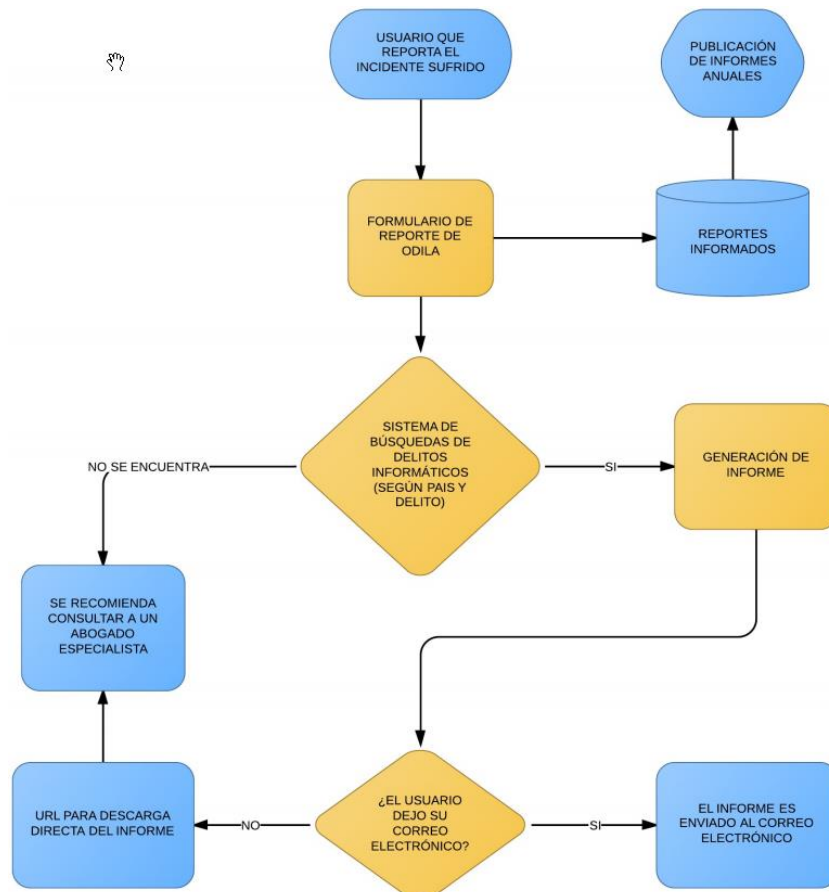 USUARIO QUE
REPORTA EL
INCIDENTE SUFRIDO
PUBLICACIÓN
DE INFORMES
ANUALES
FORMULARIO DE
REPORTE DE
ODILA
REPORTES
INFORMADOS
SISTEMA DE
BÚSQUEDAS DE
DELITOS
INFORMÁTICOS
(SEGÚN PAIS Y
DELITO)
NO SE ENCUENTRA
SI
GENERACIÓN DE
INFORME
SE RECOMIENDA
CONSULTAR A UN
ABOGADO
ESPECIALISTA
URL PARA DESCARGA
DIRECTA DEL INFORME
NO
¿EL USUARIO
DEJO SU
CORREO
ELECTRÓNICO?
SI
EL INFORME ES
ENVIADO AL CORREO
ELECTRÓNICO